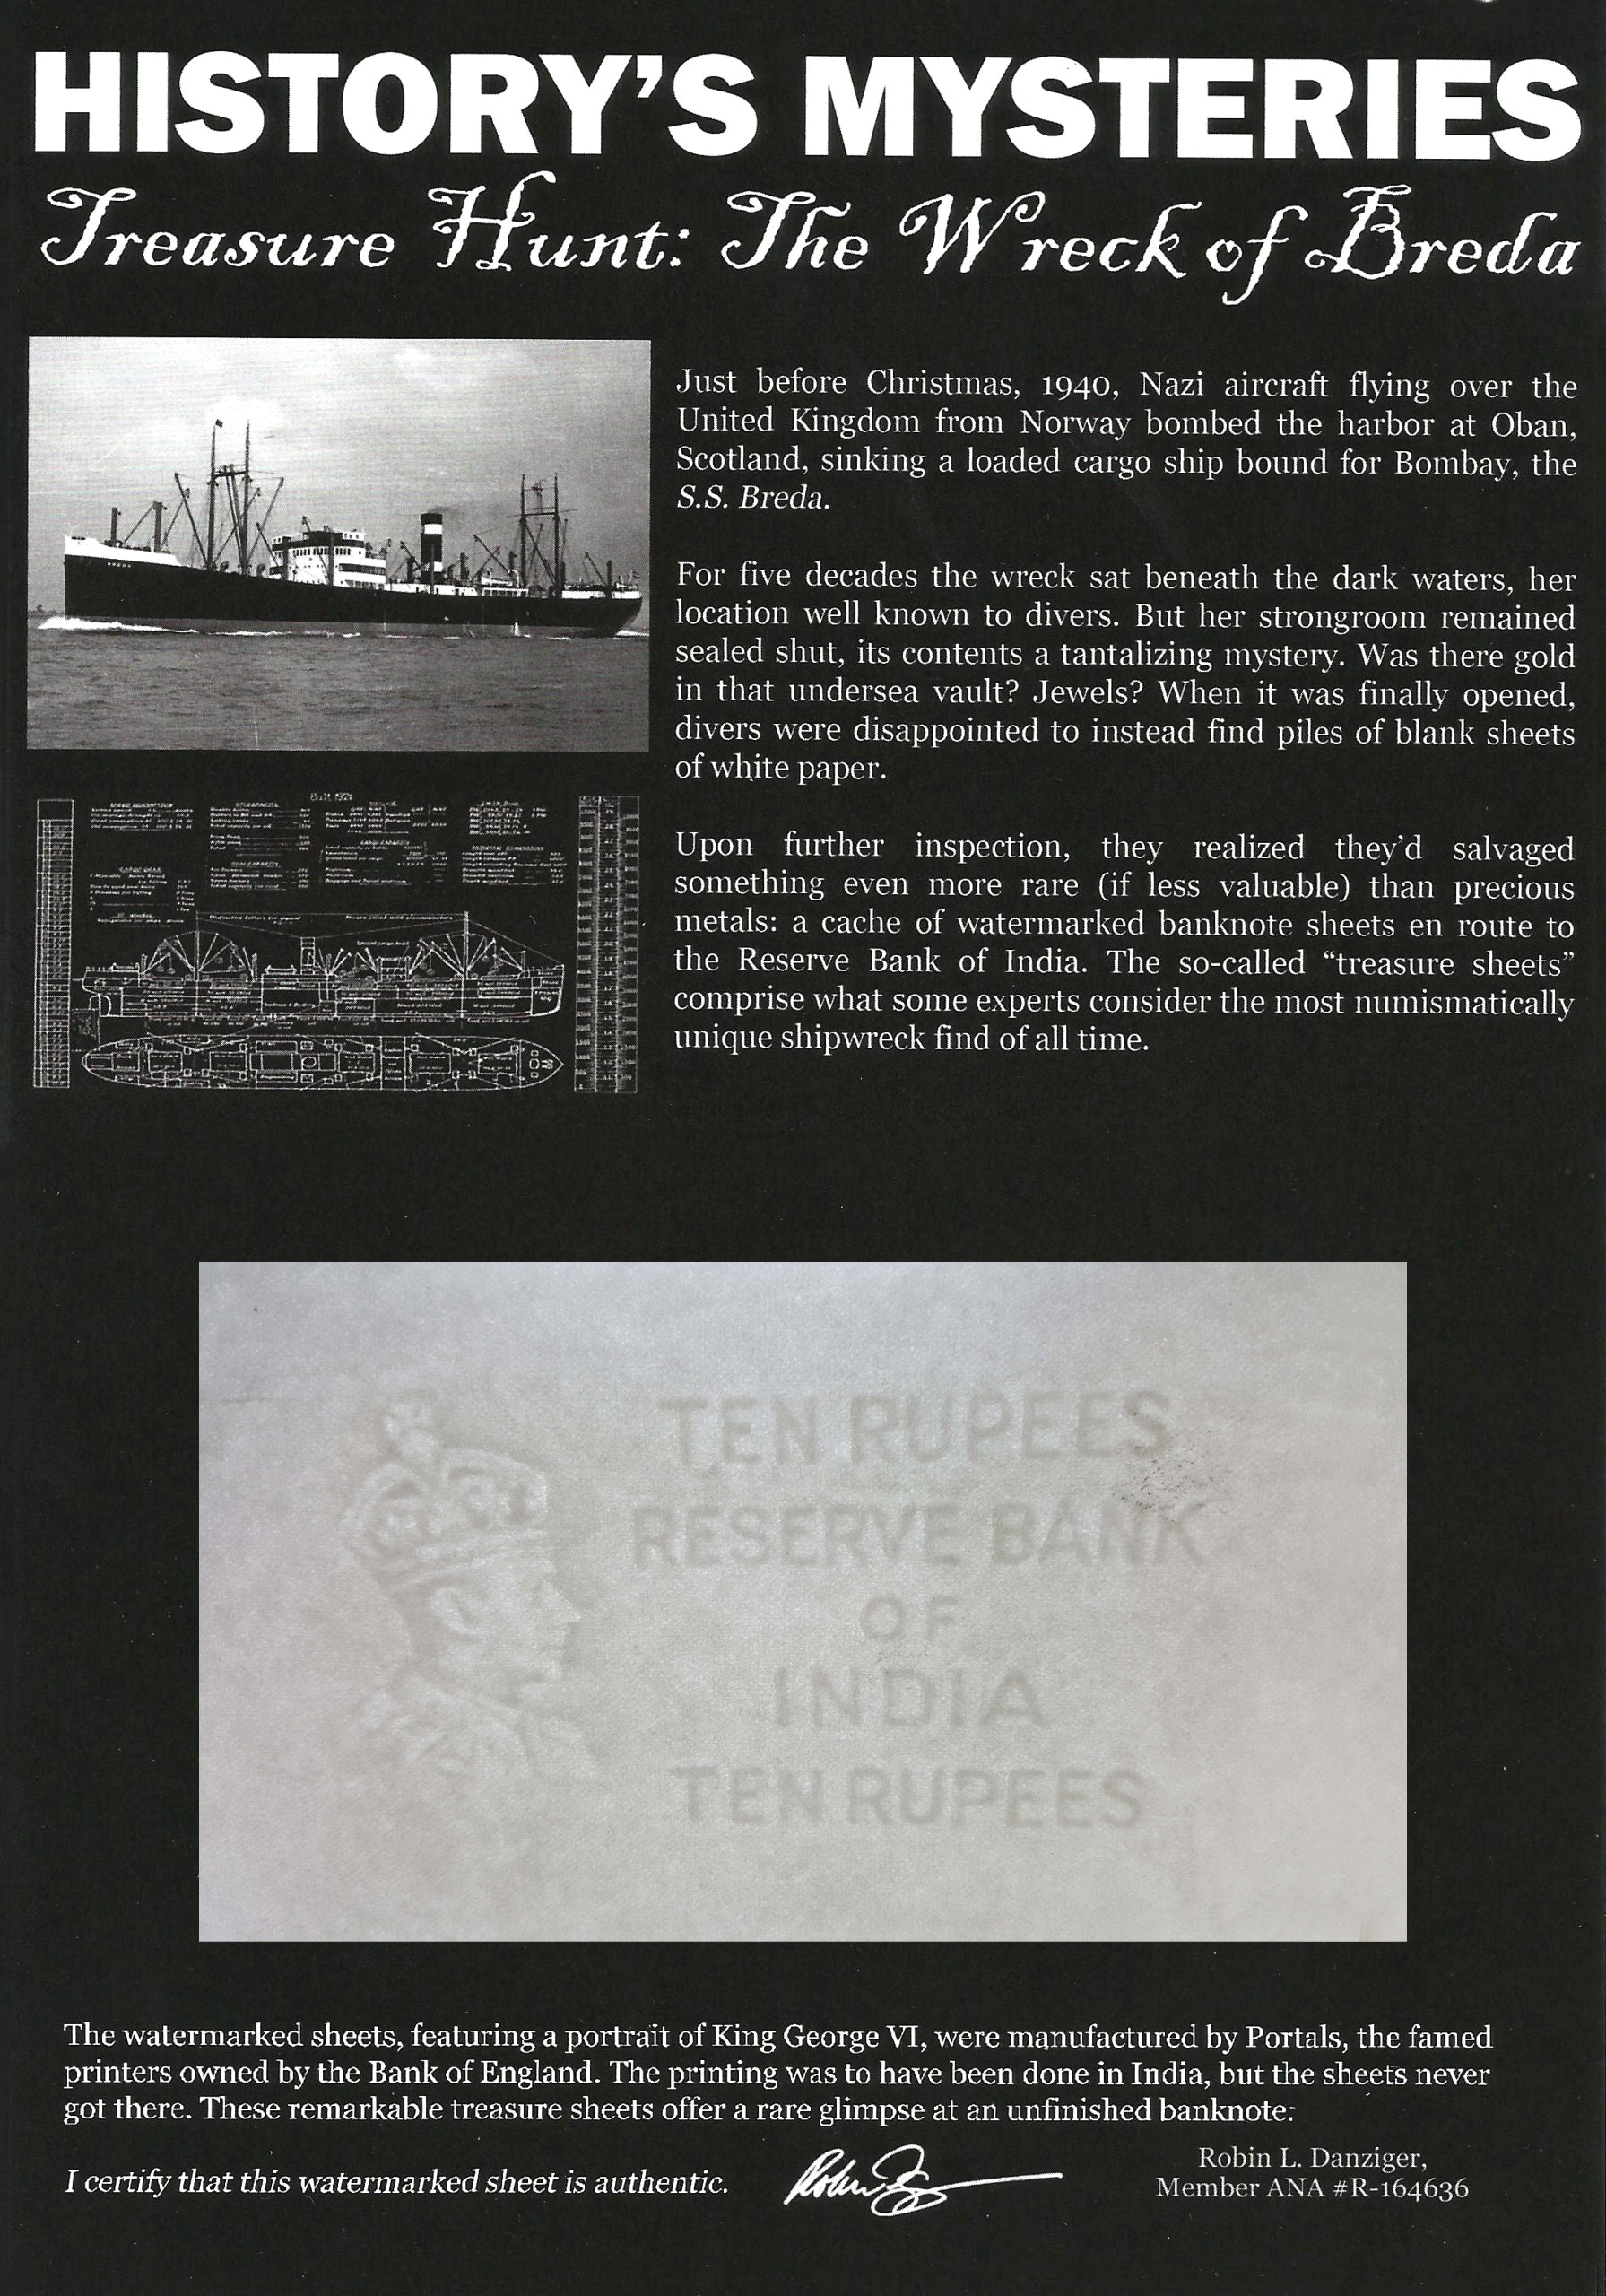 HISTORY'S MYSTERIES
Treasure Hunt: The Wreck of Breda
Just before Christmas, 1940, Nazi aircraft flying over the
United Kingdom from Norway bombed the harbor at Oban,
Scotland, sinking a loaded cargo ship bound for Bombay, the
S.S. Breda.
For five decades the wreck sat beneath the dark waters, her
location well known to divers. But her strongroom remained
sealed shut, its contents a tantalizing mystery. Was there gold
in that undersea vault? Jewels? When it was finally opened,
divers were disappointed to instead find piles of blank sheets
of white paper.
Upon further inspection, they realized they'd salvaged
something even more rare (if less valuable) than precious
metals: a cache of watermarked banknote sheets en route to
the Reserve Bank of India. The so-called “treasure sheets”
comprise what some experts consider the most numismatically
unique shipwreck find of all time.
Built 1921
TEN RUPEES
RESERVE BANK
OF
INDIA
TEN RUPEES
The watermarked sheets, featuring a portrait of King George VI, were manufactured by Portals, the famed
printers owned by the Bank of England. The printing was to have been done in India, but the sheets never
got there. These remarkable treasure sheets offer a rare glimpse at an unfinished banknote.
I certify that this watermarked sheet is authentic.
Robin L. Danziger,
Member ANA #R-164636